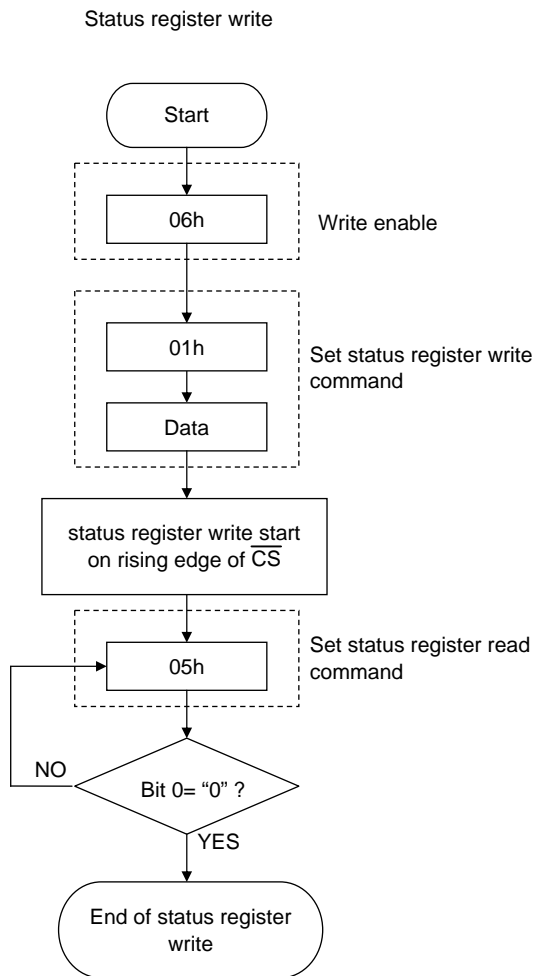 Status register write
Start
06h
Write enable
01h
Set status register write
command
Data
status register write start
on rising edge of C̅S̅
05h
Set status register read
command
NO
Bit 0= “0” ?
YES
End of status register
write